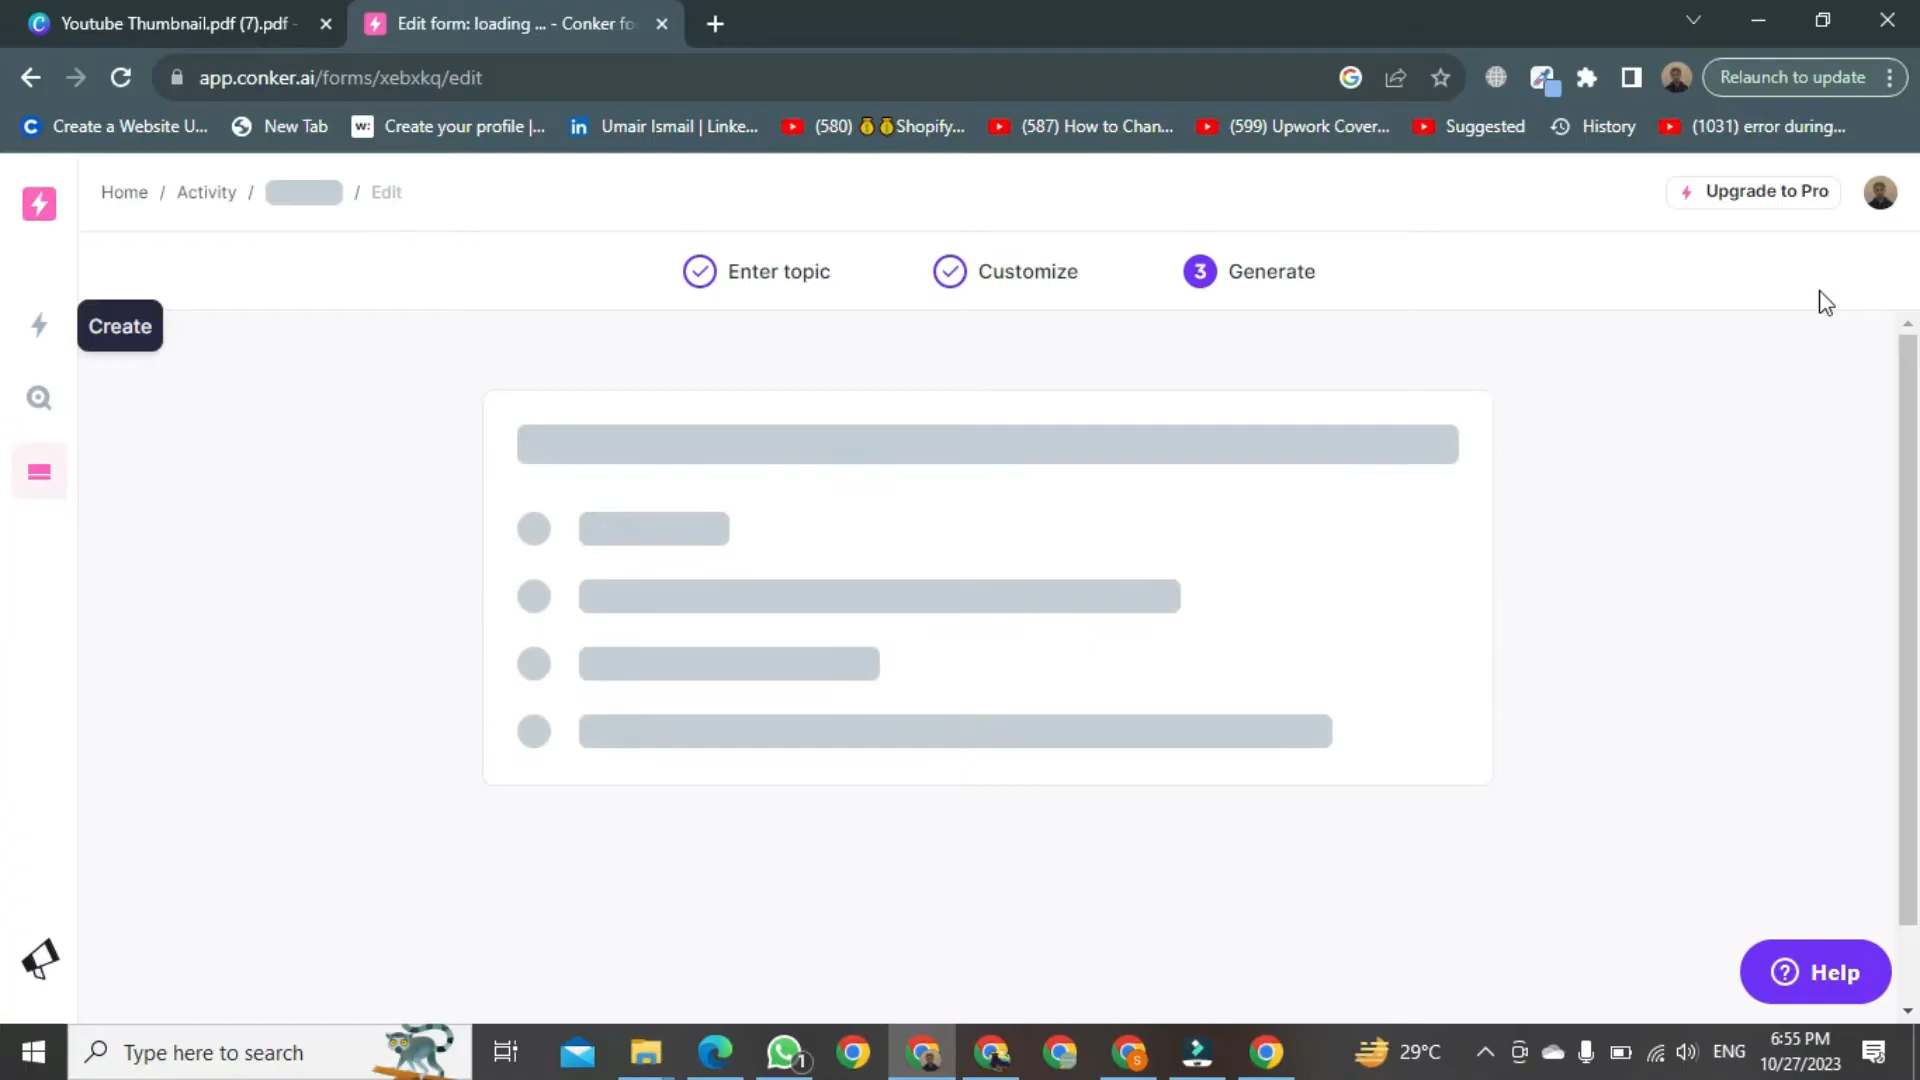 Youtube Thumbnail.pdf (7).pdf -
Edit form: loading ... - Conker fo
app.conker.ai/forms/xebxkq/edit
Relaunch to update
Create a Website U...
New Tab
w:
Create your profile |...
in
Umair Ismail | Linke...
(580) 💰💰Shopify...
(587) How to Chan...
(599) Upwork Cover...
Suggested
History
(1031) error during...
Home / Activity / / Edit
Upgrade to Pro
Enter topic
Customize
3 Generate
Create
Help
Type here to search
1
29°C
ENG
6:55 PM
10/27/2023